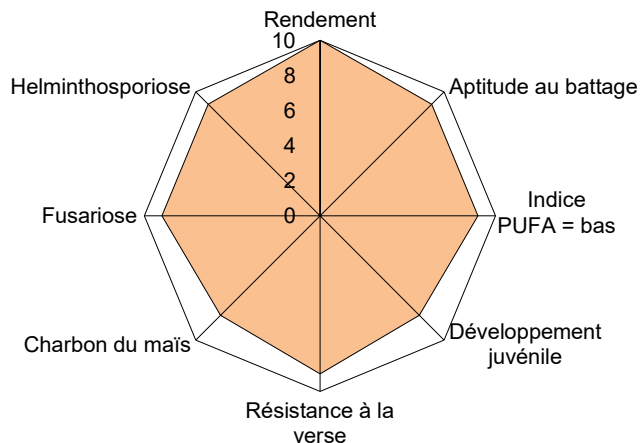 Rendement
10
8
6
4
2
0
Aptitude au battage
Indice
PUFA = bas
Développement
juvénile
Résistance à la
verse
Charbon du maïs
Fusariose
Helminthosporiose